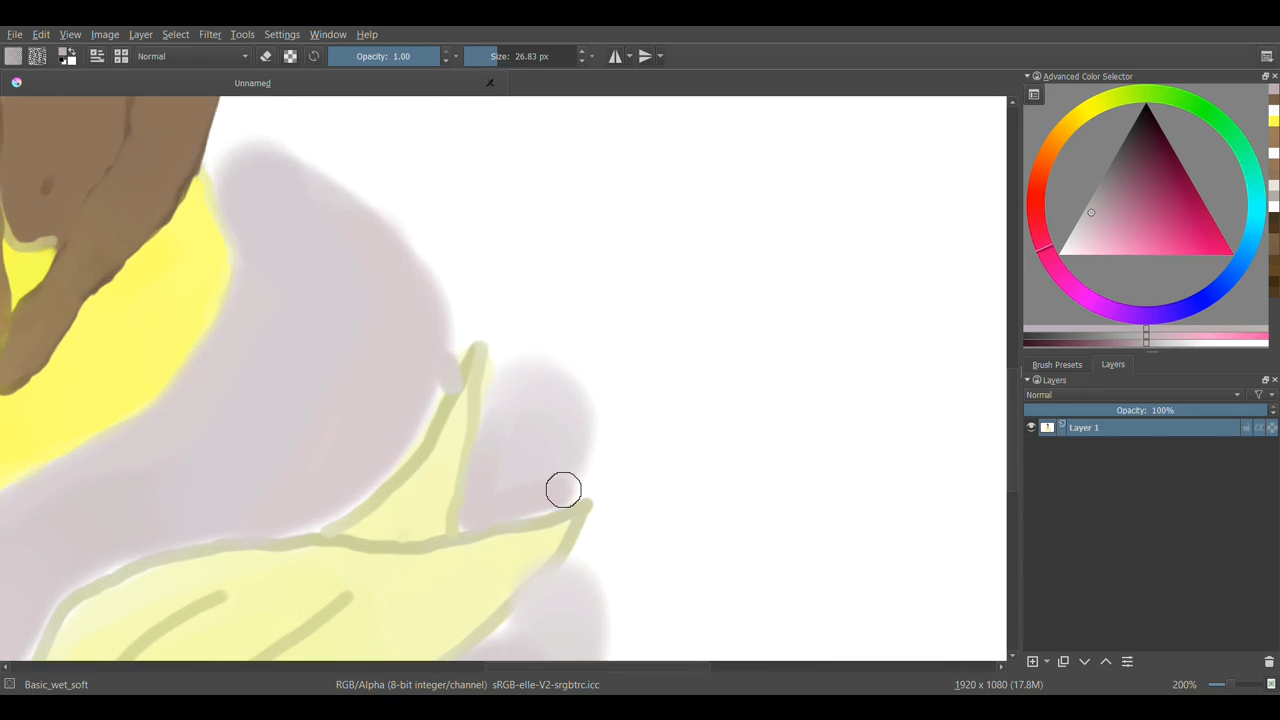 File Edit View Image Layer Select Filter Tools Settings Window Help
Normal Opacity: 1.00 Size: 26.83 px
Unnamed
Advanced Color Selector
Brush Presets Layers
Layers
Normal
Opacity: 100%
Layer 1
Basic_wet_soft RGB/Alpha (8-bit integer/channel) sRGB-elle-V2-srgbtrc.icc 1920 x 1080 (17.8M) 200%